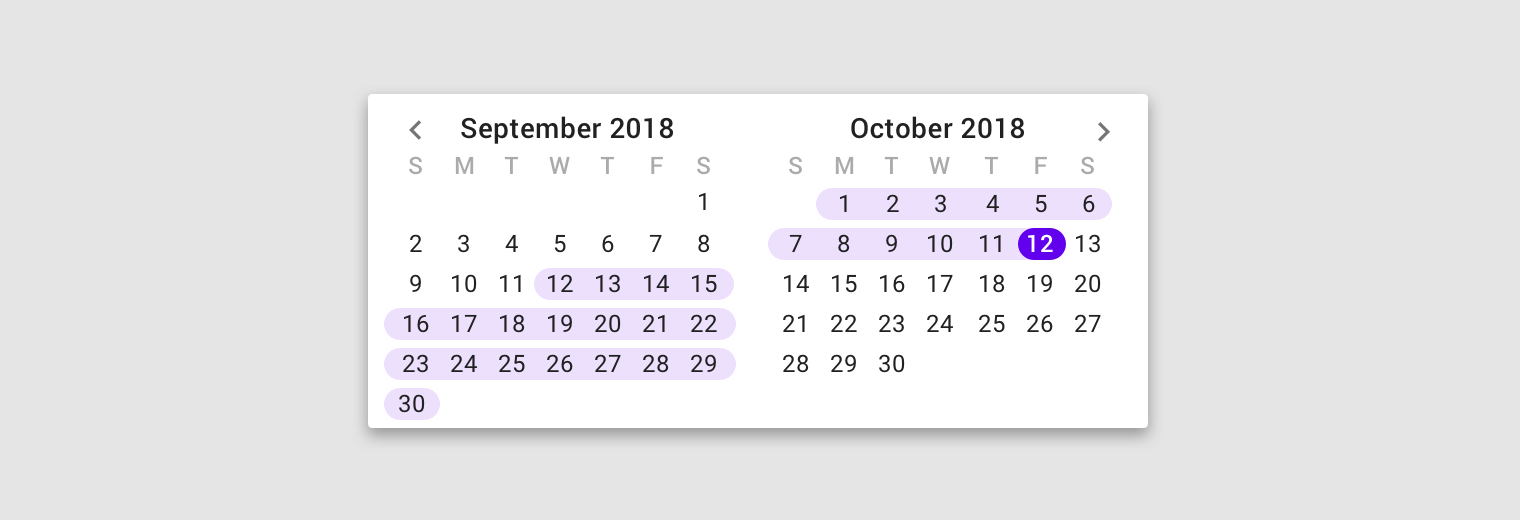 September 2018
S M T W T F S
1
2 3 4 5 6 7 8
9 10 11 12 13 14 15
16 17 18 19 20 21 22
23 24 25 26 27 28 29
30
October 2018
S M T W T F S
1 2 3 4 5 6
7 8 9 10 11 12 13
14 15 16 17 18 19 20
21 22 23 24 25 26 27
28 29 30